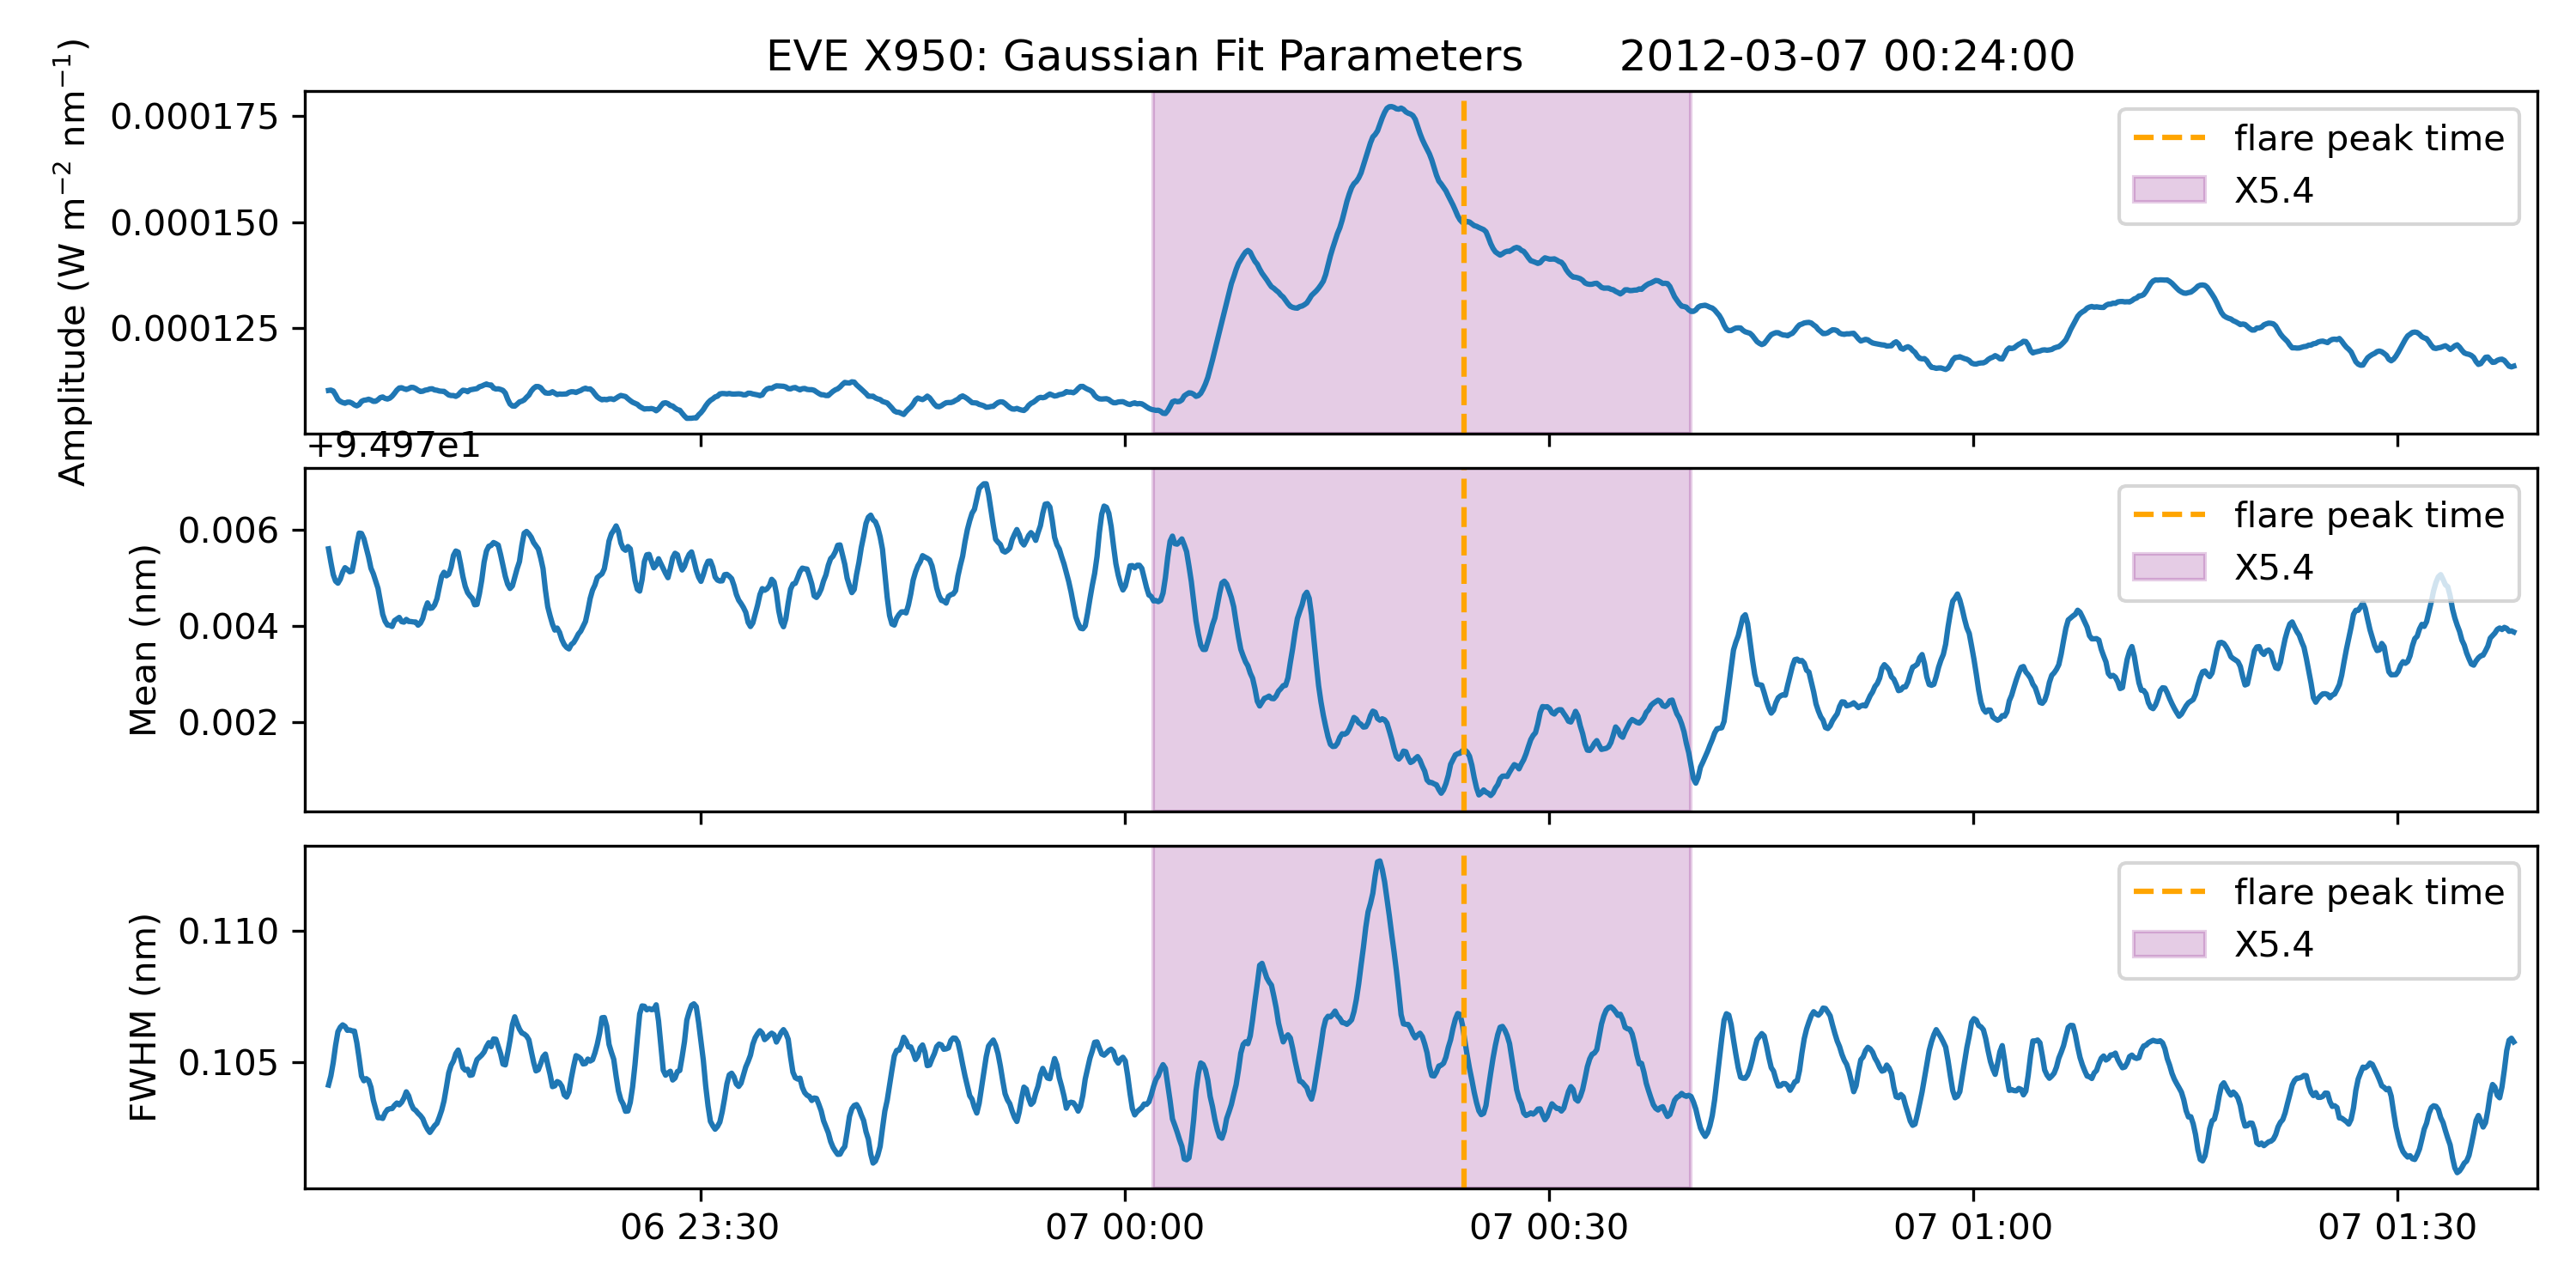 EVE X950: Gaussian Fit Parameters 2012-03-07 00:24:00
Amplitude (W m⁻² nm⁻¹)
0.000175
0.000150
0.000125
flare peak time
X5.4
+9.497e1
Mean (nm)
0.006
0.004
0.002
flare peak time
X5.4
FWHM (nm)
0.110
0.105
flare peak time
X5.4
06 23:30 07 00:00 07 00:30 07 01:00 07 01:30